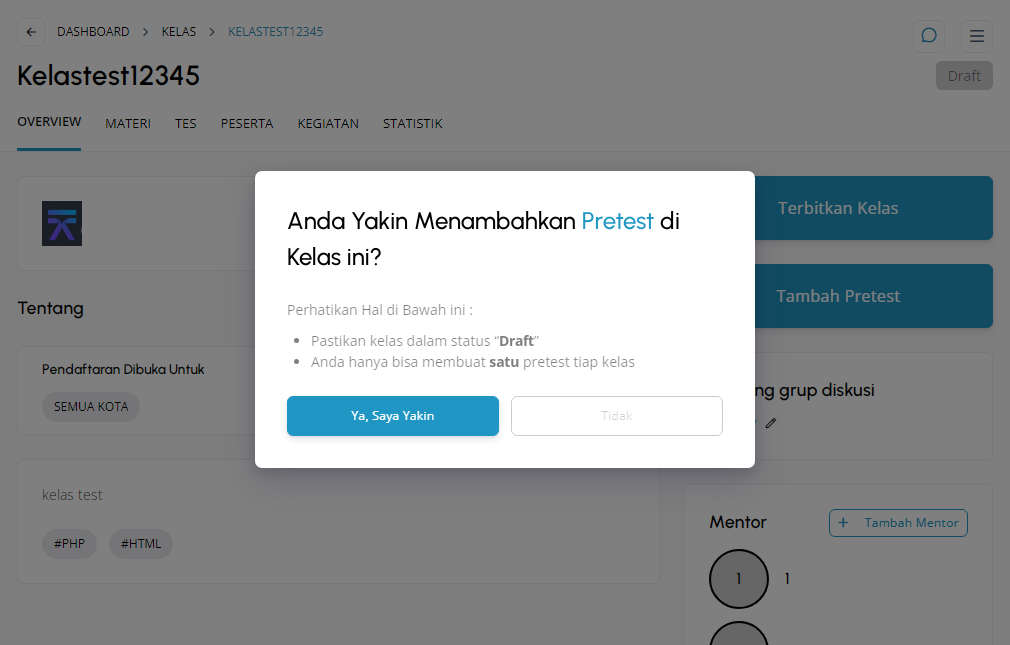 DASHBOARD > KELAS > KELASTEST12345
Kelastest12345
Draft
OVERVIEW MATERI TES PESERTA KEGIATAN STATISTIK
Anda Yakin Menambahkan Pretest di
Kelas ini?
Perhatikan Hal di Bawah ini :
• Pastikan kelas dalam status “Draft”
• Anda hanya bisa membuat satu pretest tiap kelas
Ya, Saya Yakin
Tidak
Terbitkan Kelas
Tambah Pretest
Tentang
Pendaftaran Dibuka Untuk
SEMUA KOTA
grup diskusi
kelas test
#PHP #HTML
Mentor
+ Tambah Mentor
1 1